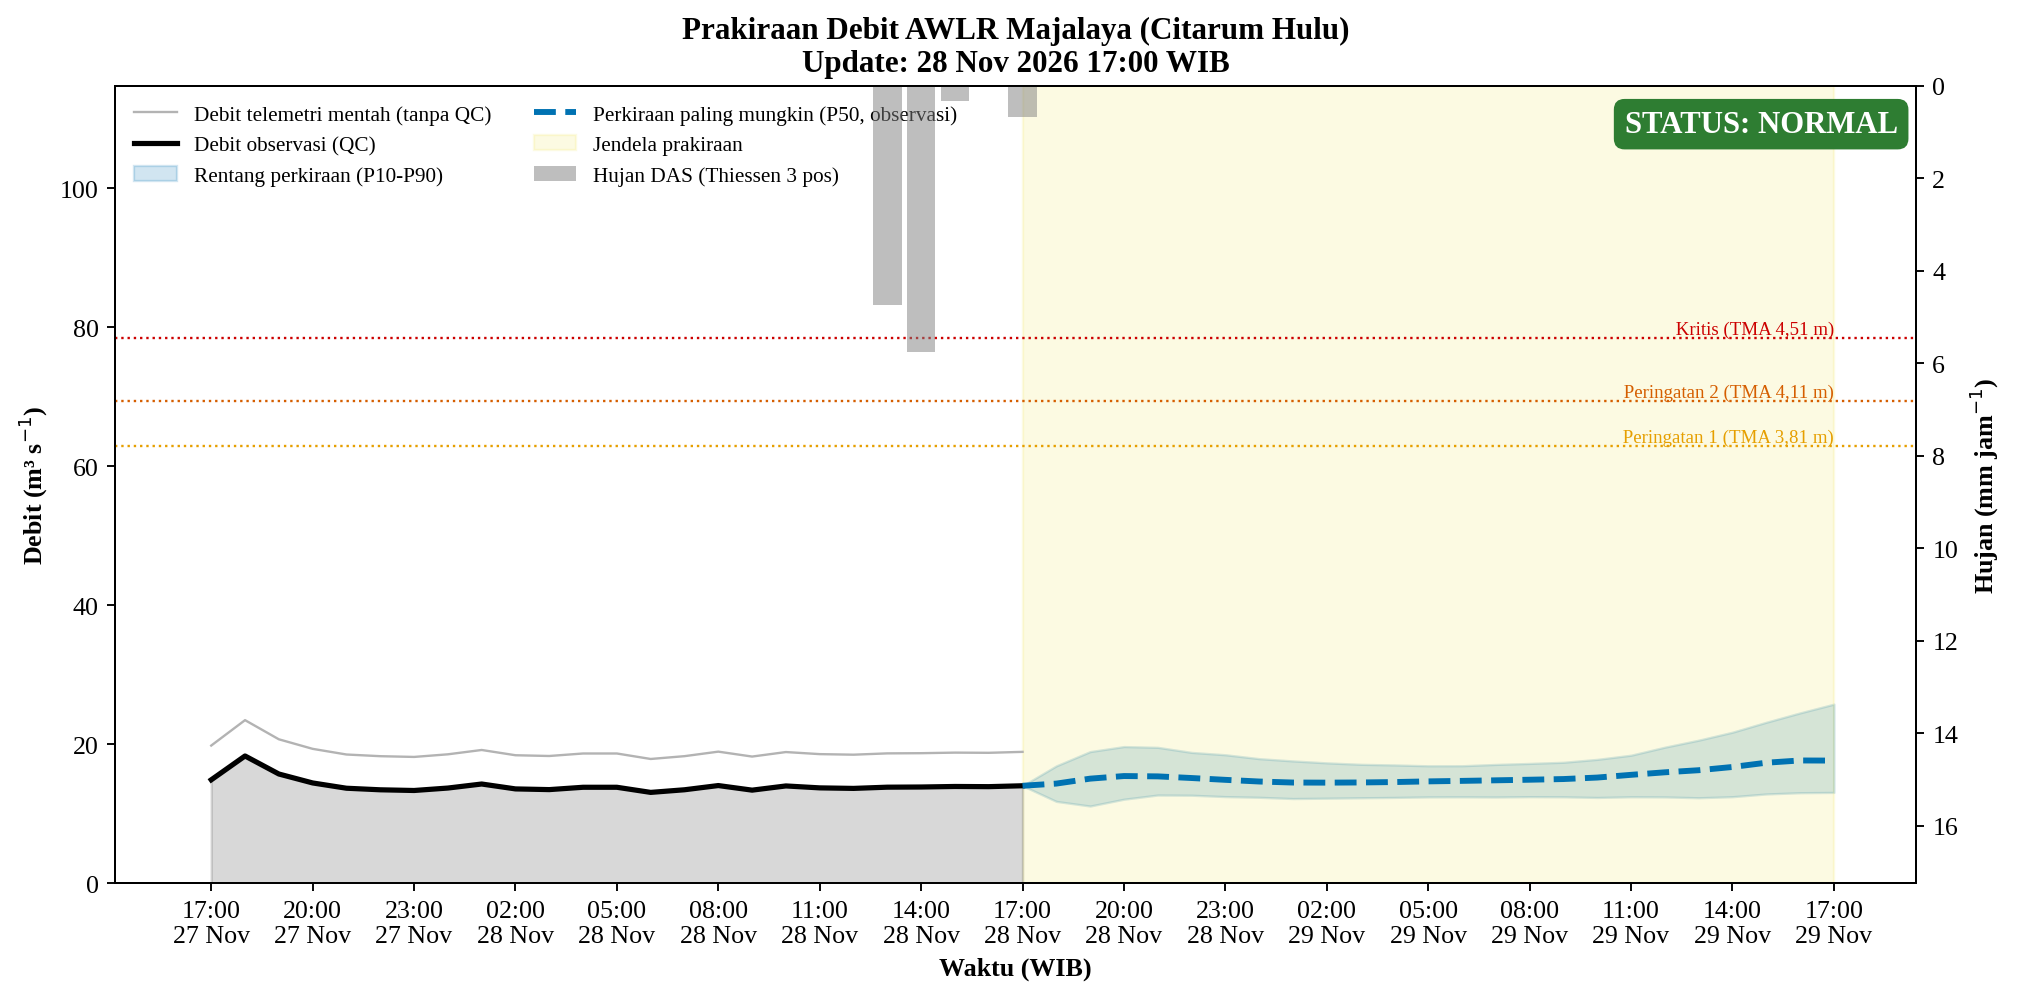 Prakiraan Debit AWLR Majalaya (Citarum Hulu)
Update: 28 Nov 2026 17:00 WIB
Debit telemetri mentah (tanpa QC)
Debit observasi (QC)
Rentang perkiraan (P10-P90)
Perkiraan paling mungkin (P50, observasi)
Jendela prakiraan
Hujan DAS (Thiessen 3 pos)
STATUS: NORMAL
Kritis (TMA 4,51 m)
Peringatan 2 (TMA 4,11 m)
Peringatan 1 (TMA 3,81 m)
Debit (m³ s⁻¹)
100
80
60
40
20
0
Hujan (mm jam⁻¹)
0
2
4
6
8
10
12
14
16
17:00 20:00 23:00 02:00 05:00 08:00 11:00 14:00 17:00 20:00 23:00 02:00 05:00 08:00 11:00 14:00 17:00
27 Nov 27 Nov 27 Nov 28 Nov 28 Nov 28 Nov 28 Nov 28 Nov 28 Nov 28 Nov 28 Nov 29 Nov 29 Nov 29 Nov 29 Nov 29 Nov 29 Nov
Waktu (WIB)